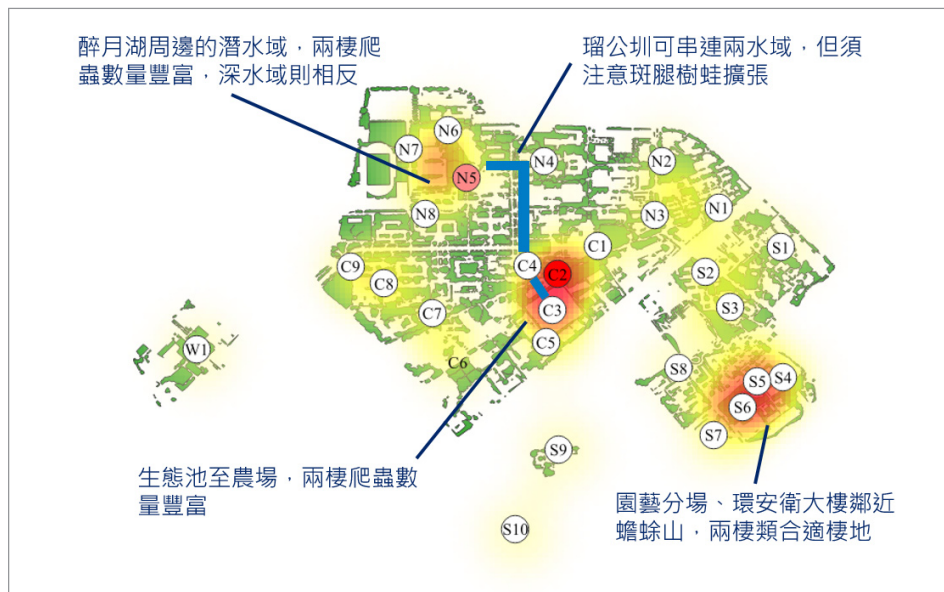 醉月湖周邊的潛水域，兩棲爬
蟲數量豐富，深水域則相反
瑠公圳可串連兩水域，但須
注意斑腿樹蛙擴張
N6
N7
N5
N4
N2
N8
N3
N1
C1
S1
C9
C4
C2
S2
C8
C7
C3
S3
W1
C5
C6
S8
S5
S4
S6
S7
S9
S10
生態池至農場，兩棲爬蟲數
量豐富
園藝分場、環安衛大樓鄰近
蟾蜍山，兩棲類合適棲地